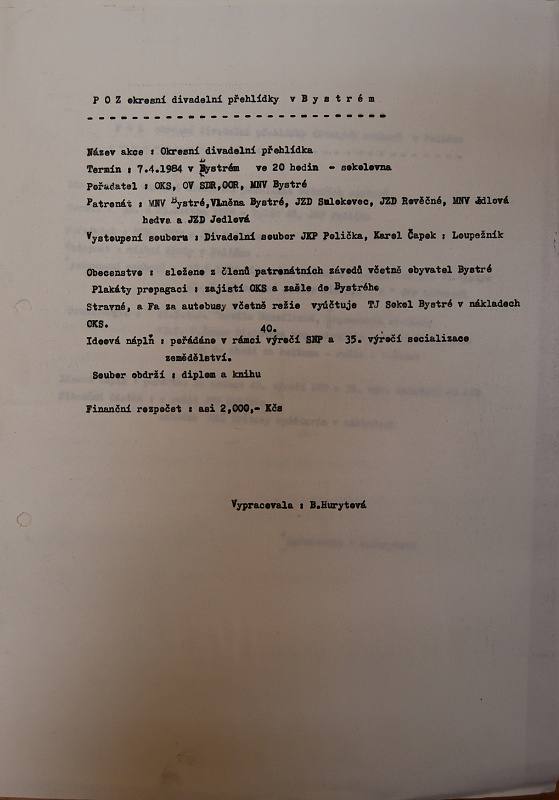 P O Z okresní divadelní přehlídky v B y s t r é m
Název akce : Okresní divadelní přehlídka
Termín : 7.4.1984 v Bystrém ve 20 hodin - sokolovna
Pořadatel : OKS, OV SDR,OOR, MNV Bystré
Patronát : MNV Bystré,Vlněna Bystré, JZD Sulekovec, JZD Rovečné, MNV Jedlová
hedva a JZD Jedlová
Vystoupení souboru : Divadelní soubor JKP Polička, Karel Čapek : Loupežník
Obecenstvo : složeno z členů patronátních závodů včetně obyvatel Bystré
Plakáty propagaci : zajistí OKS a zašle do Bystrého
Stravné, a Fa za autobusy včetně režie vyúčtuje TJ Sokol Bystré v nákladech
OKS.
40.
Ideová náplň : pořádáno v rámci výročí SNP a 35. výročí socializace
zemědělství.
Soubor obdrží : diplom a knihu
Finanční rozpočet : asi 2,000,- Kčs
Vypracovala : B.Hurytová